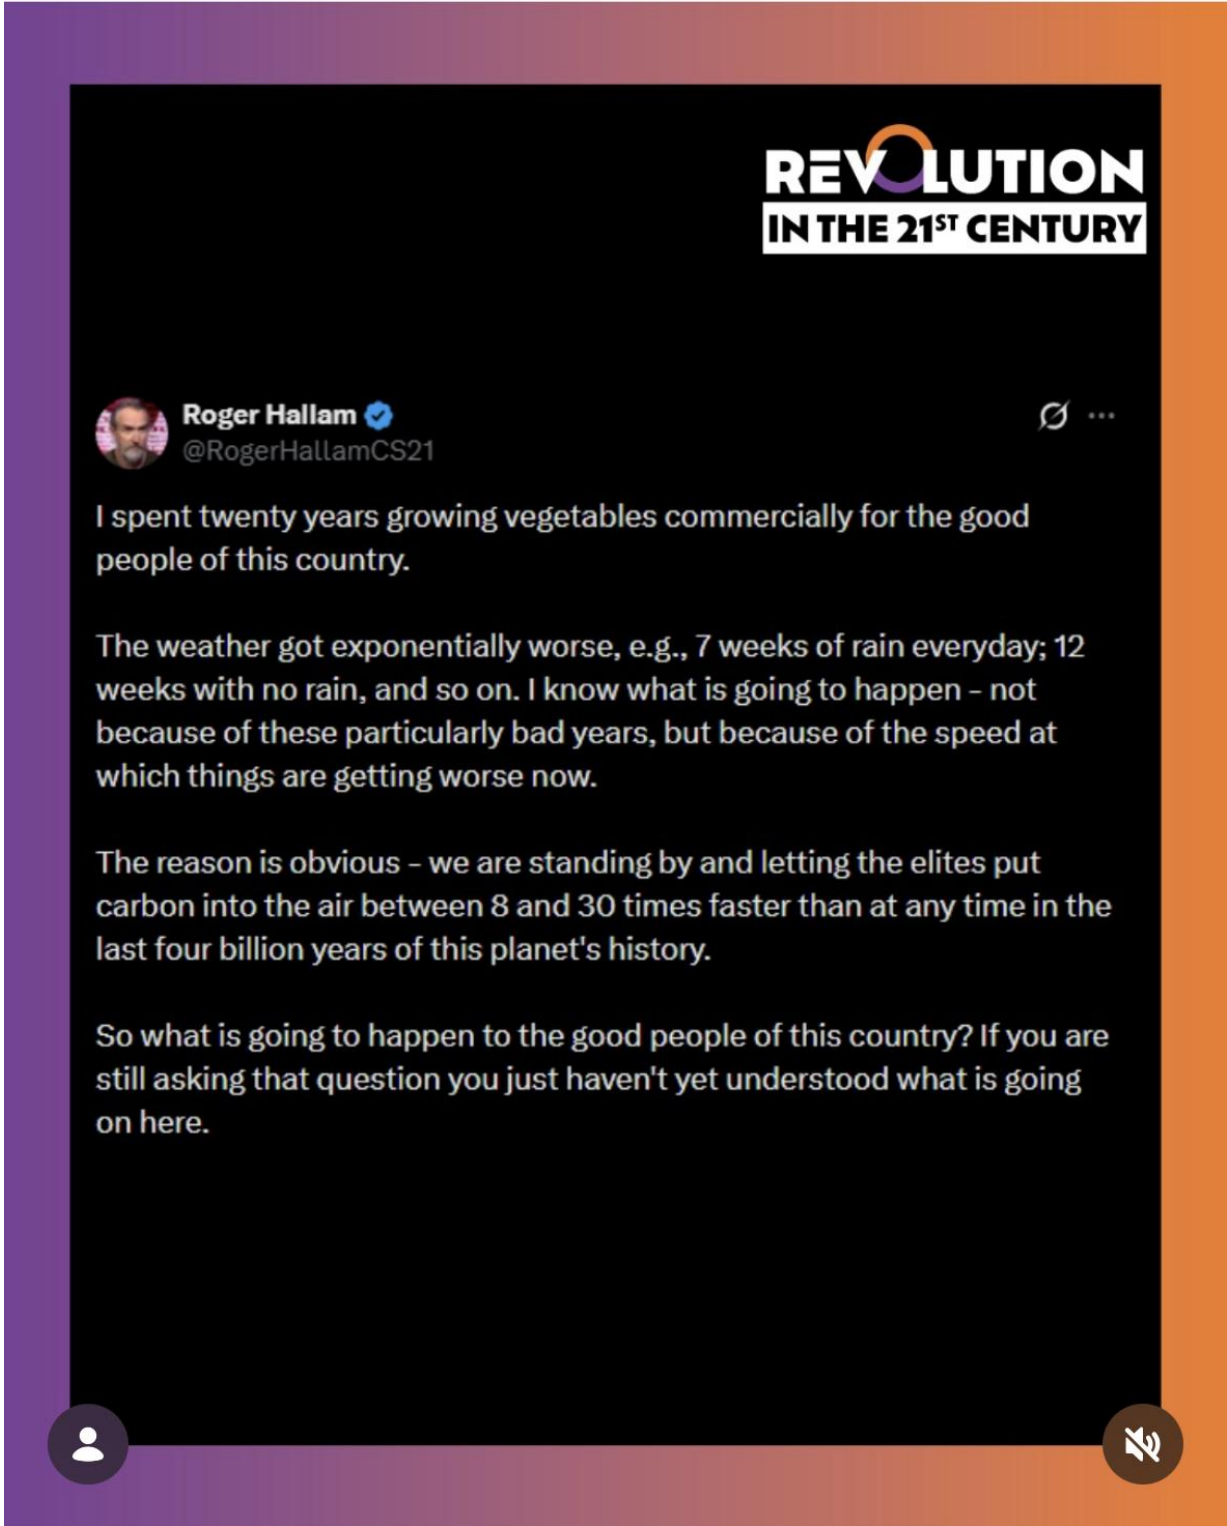 REVOLUTION
IN THE 21ST CENTURY
Roger Hallam
@RogerHallamCS21
I spent twenty years growing vegetables commercially for the good
people of this country.
The weather got exponentially worse, e.g., 7 weeks of rain everyday; 12
weeks with no rain, and so on. I know what is going to happen - not
because of these particularly bad years, but because of the speed at
which things are getting worse now.
The reason is obvious - we are standing by and letting the elites put
carbon into the air between 8 and 30 times faster than at any time in the
last four billion years of this planet's history.
So what is going to happen to the good people of this country? If you are
still asking that question you just haven't yet understood what is going
on here.